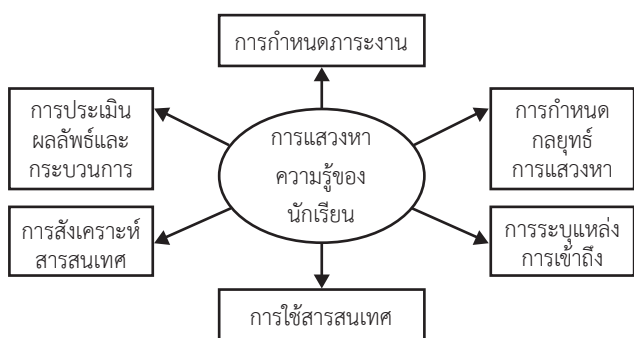 การกำหนดภาระงาน
การประเมิน
ผลลัพธ์และ
กระบวนการ
การแสวงหา
ความรู้ของ
นักเรียน
การกำหนด
กลยุทธ์
การแสวงหา
การสังเคราะห์
สารสนเทศ
การระบุแหล่ง
การเข้าถึง
การใช้สารสนเทศ